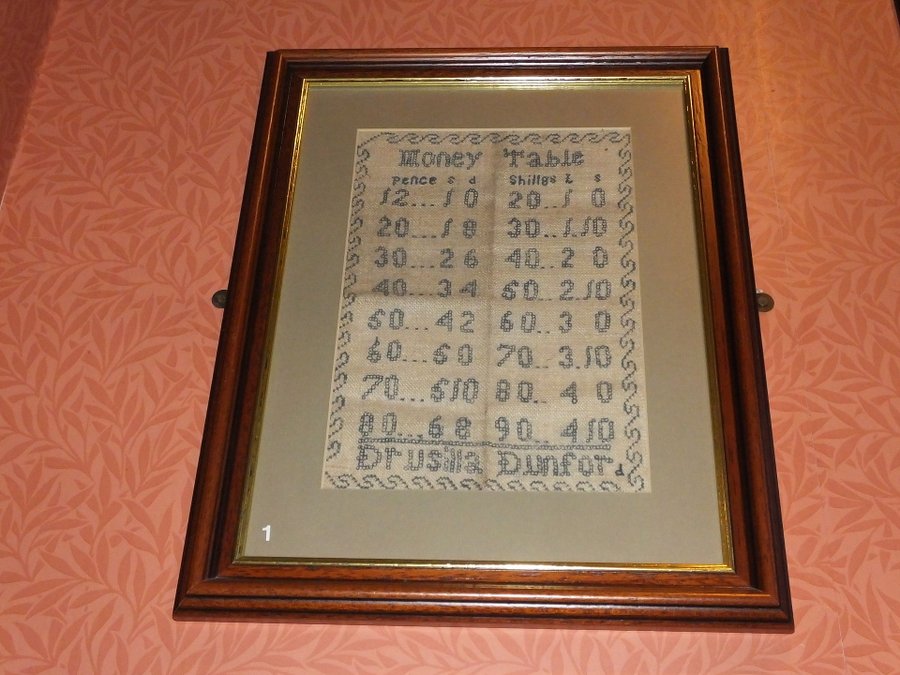 Money Table
Pence s d Shillgs £ s
12...1 0 20..1 0
20...1 8 30..1.10
30...2 6 40..2 0
40...3 4 50..2.10
50...4 2 60..3 0
60...5 0 70..3.10
70...5 10 80..4 0
80...6 8 90..4 10
Drusilla Dunford
1